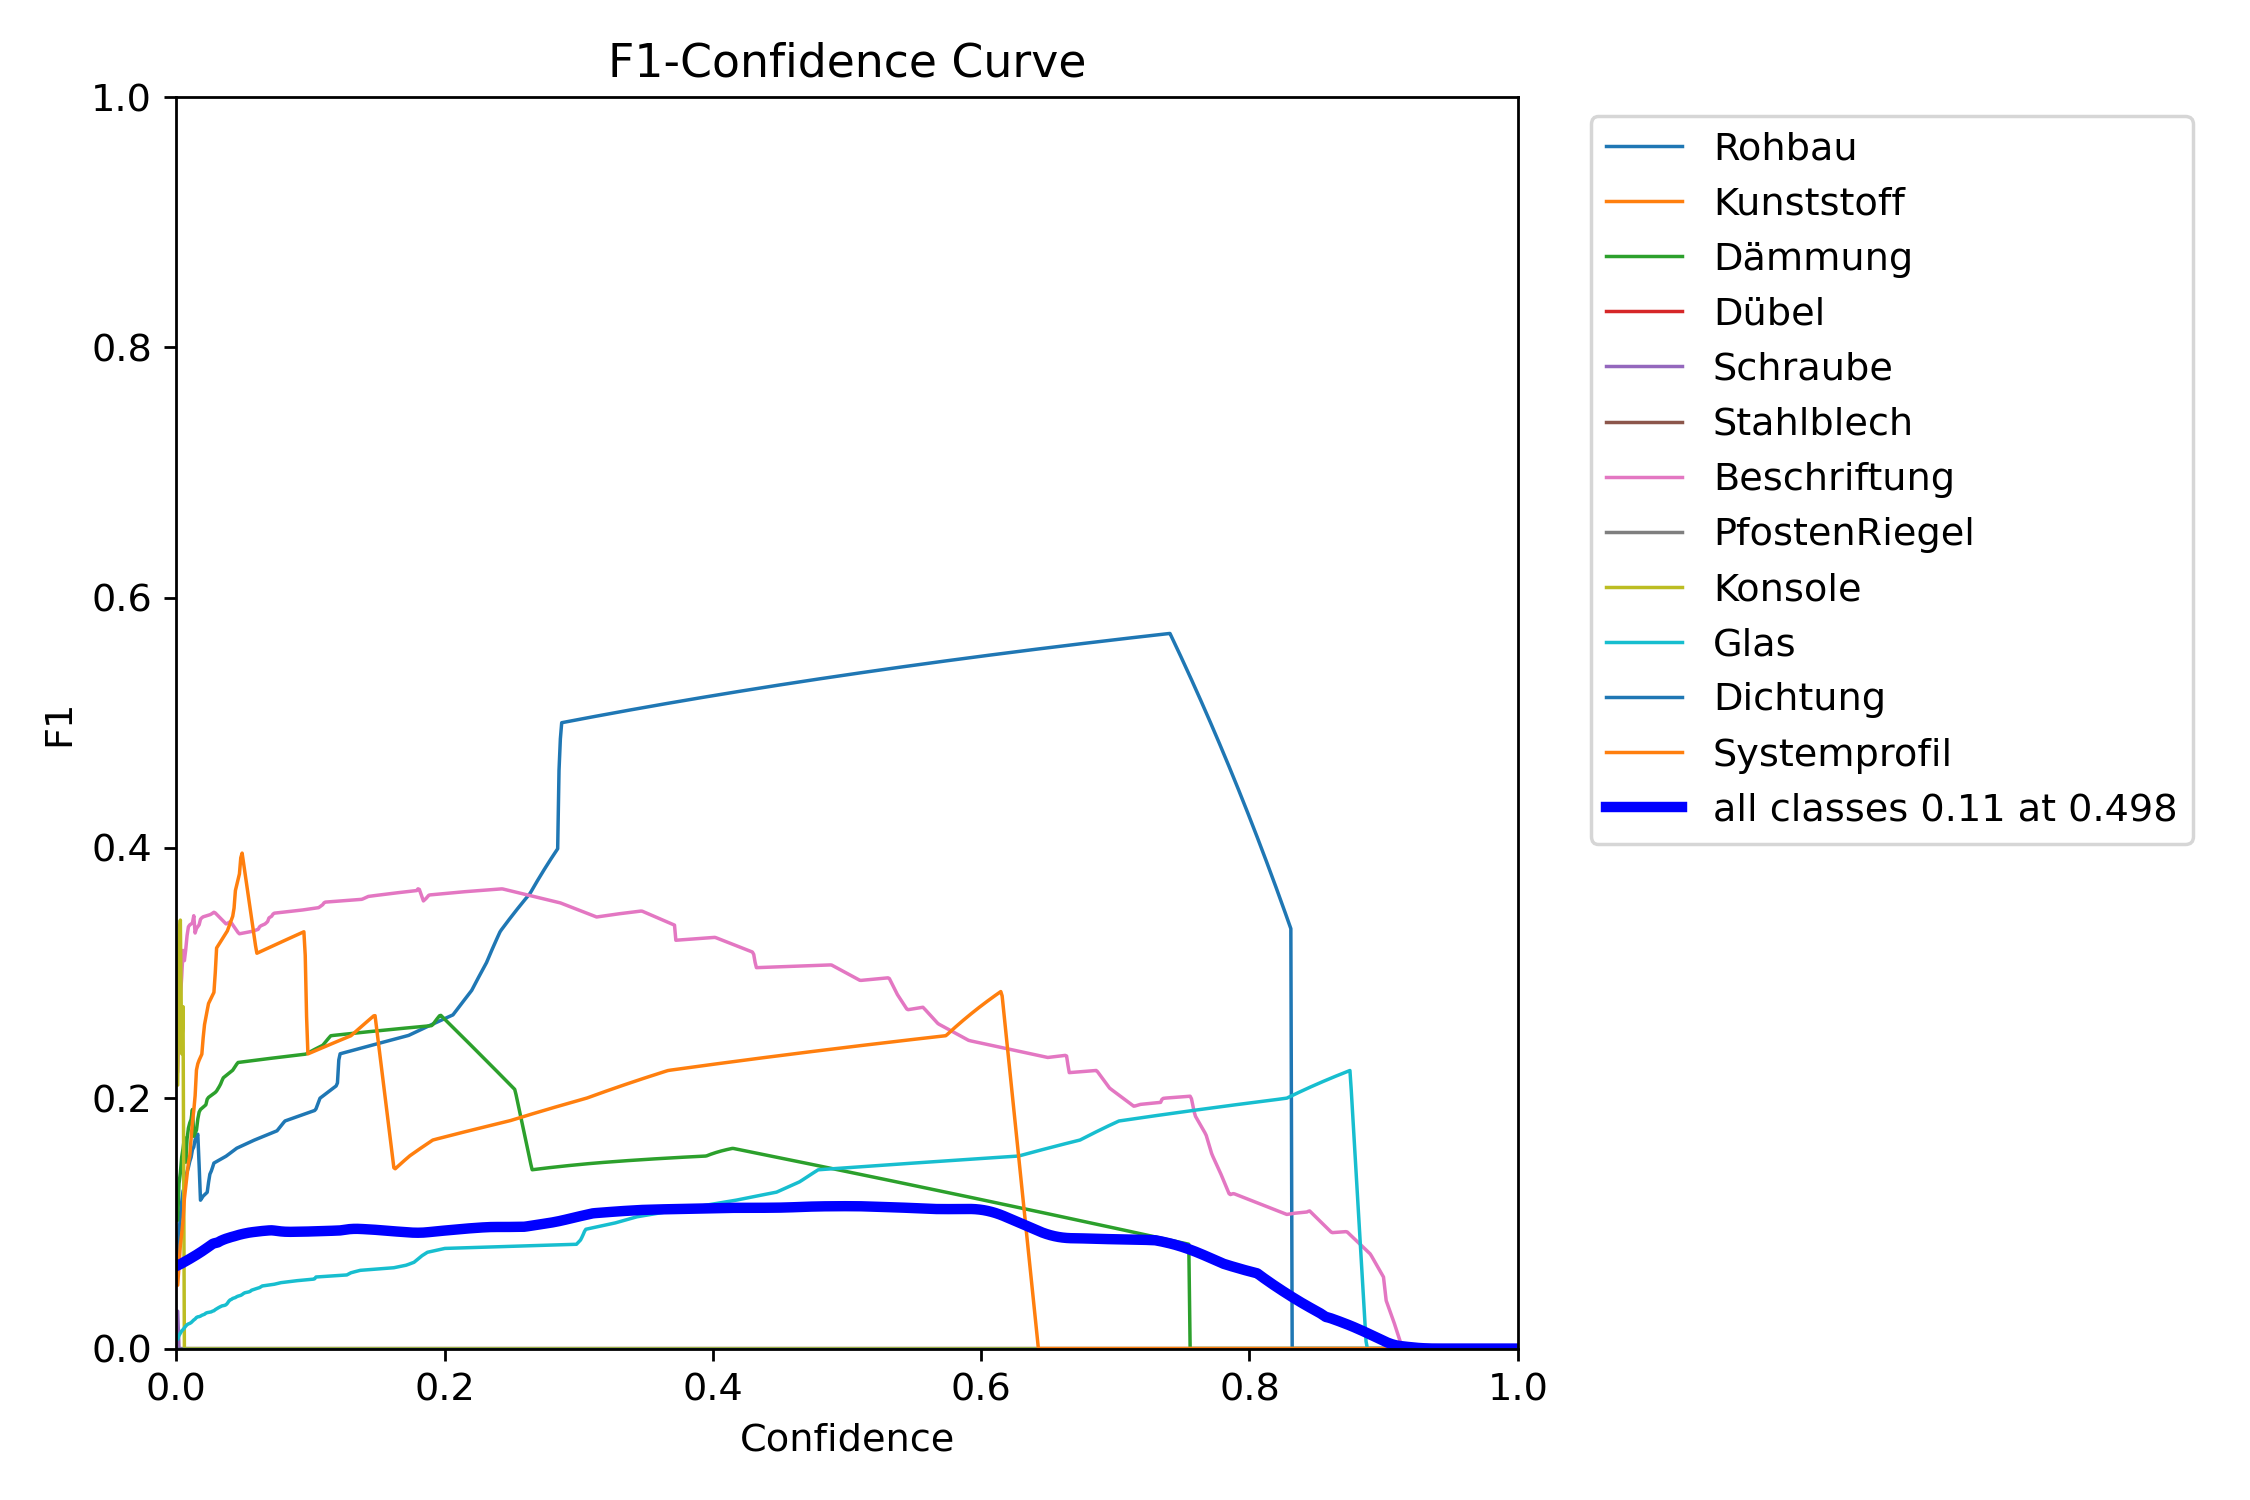 F1-Confidence Curve
1.0
0.8
0.6
0.4
0.2
0.0
F1
0.0 0.2 0.4 0.6 0.8 1.0
Confidence
Rohbau
Kunststoff
Dämmung
Dübel
Schraube
Stahlblech
Beschriftung
PfostenRiegel
Konsole
Glas
Dichtung
Systemprofil
all classes 0.11 at 0.498